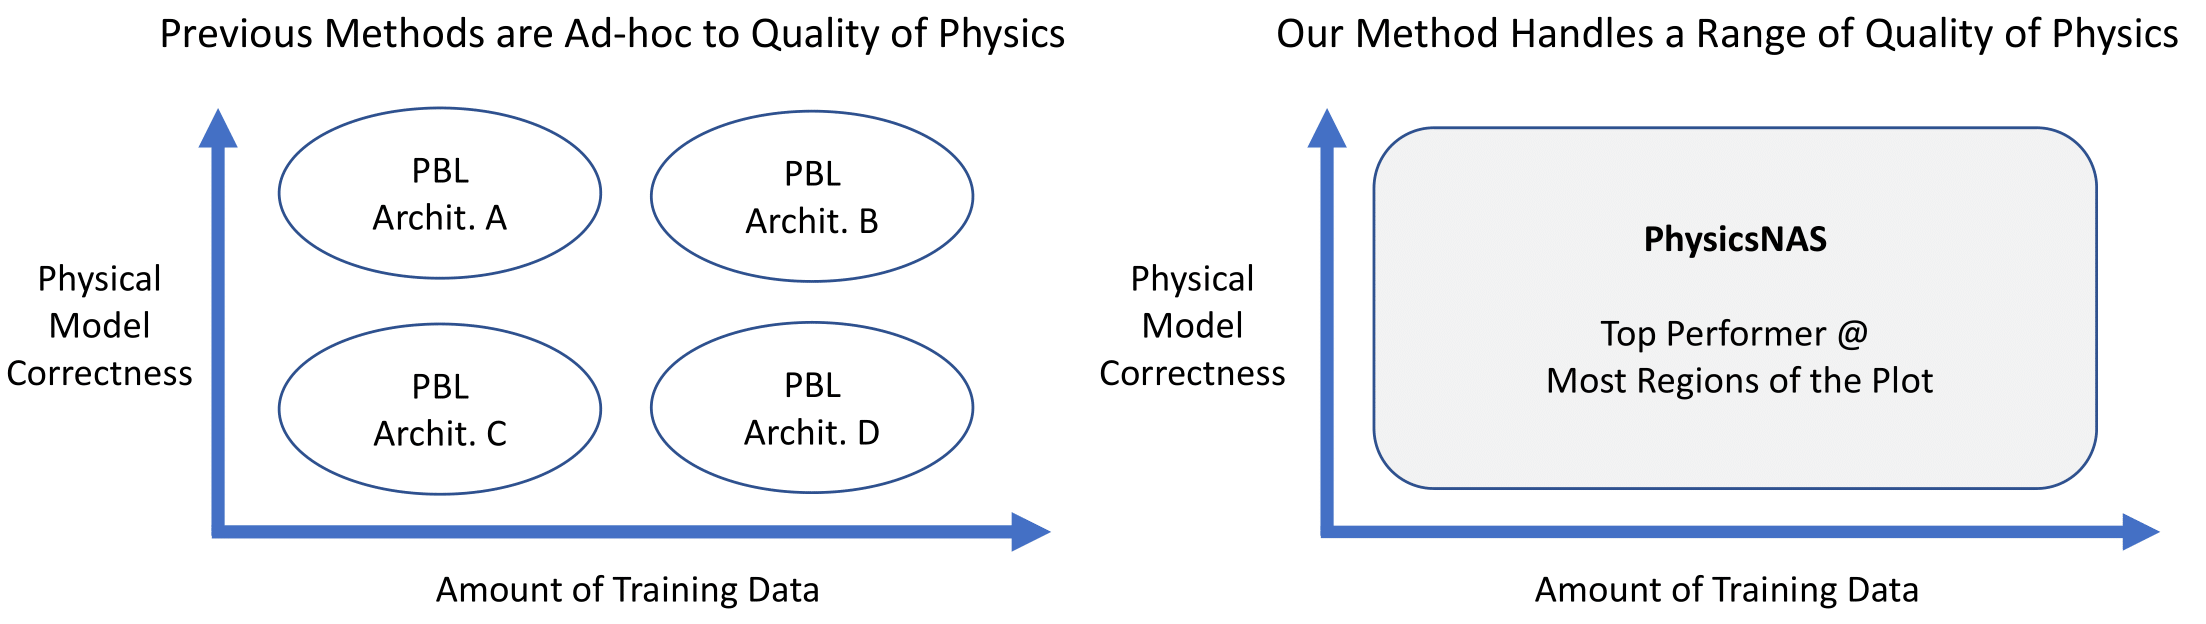 Previous Methods are Ad-hoc to Quality of Physics
PBL
Archit. A
PBL
Archit. B
Physical
Model
Correctness
PBL
Archit. C
PBL
Archit. D
Amount of Training Data
Our Method Handles a Range of Quality of Physics
Physical
Model
Correctness
PhysicsNAS
Top Performer @
Most Regions of the Plot
Amount of Training Data